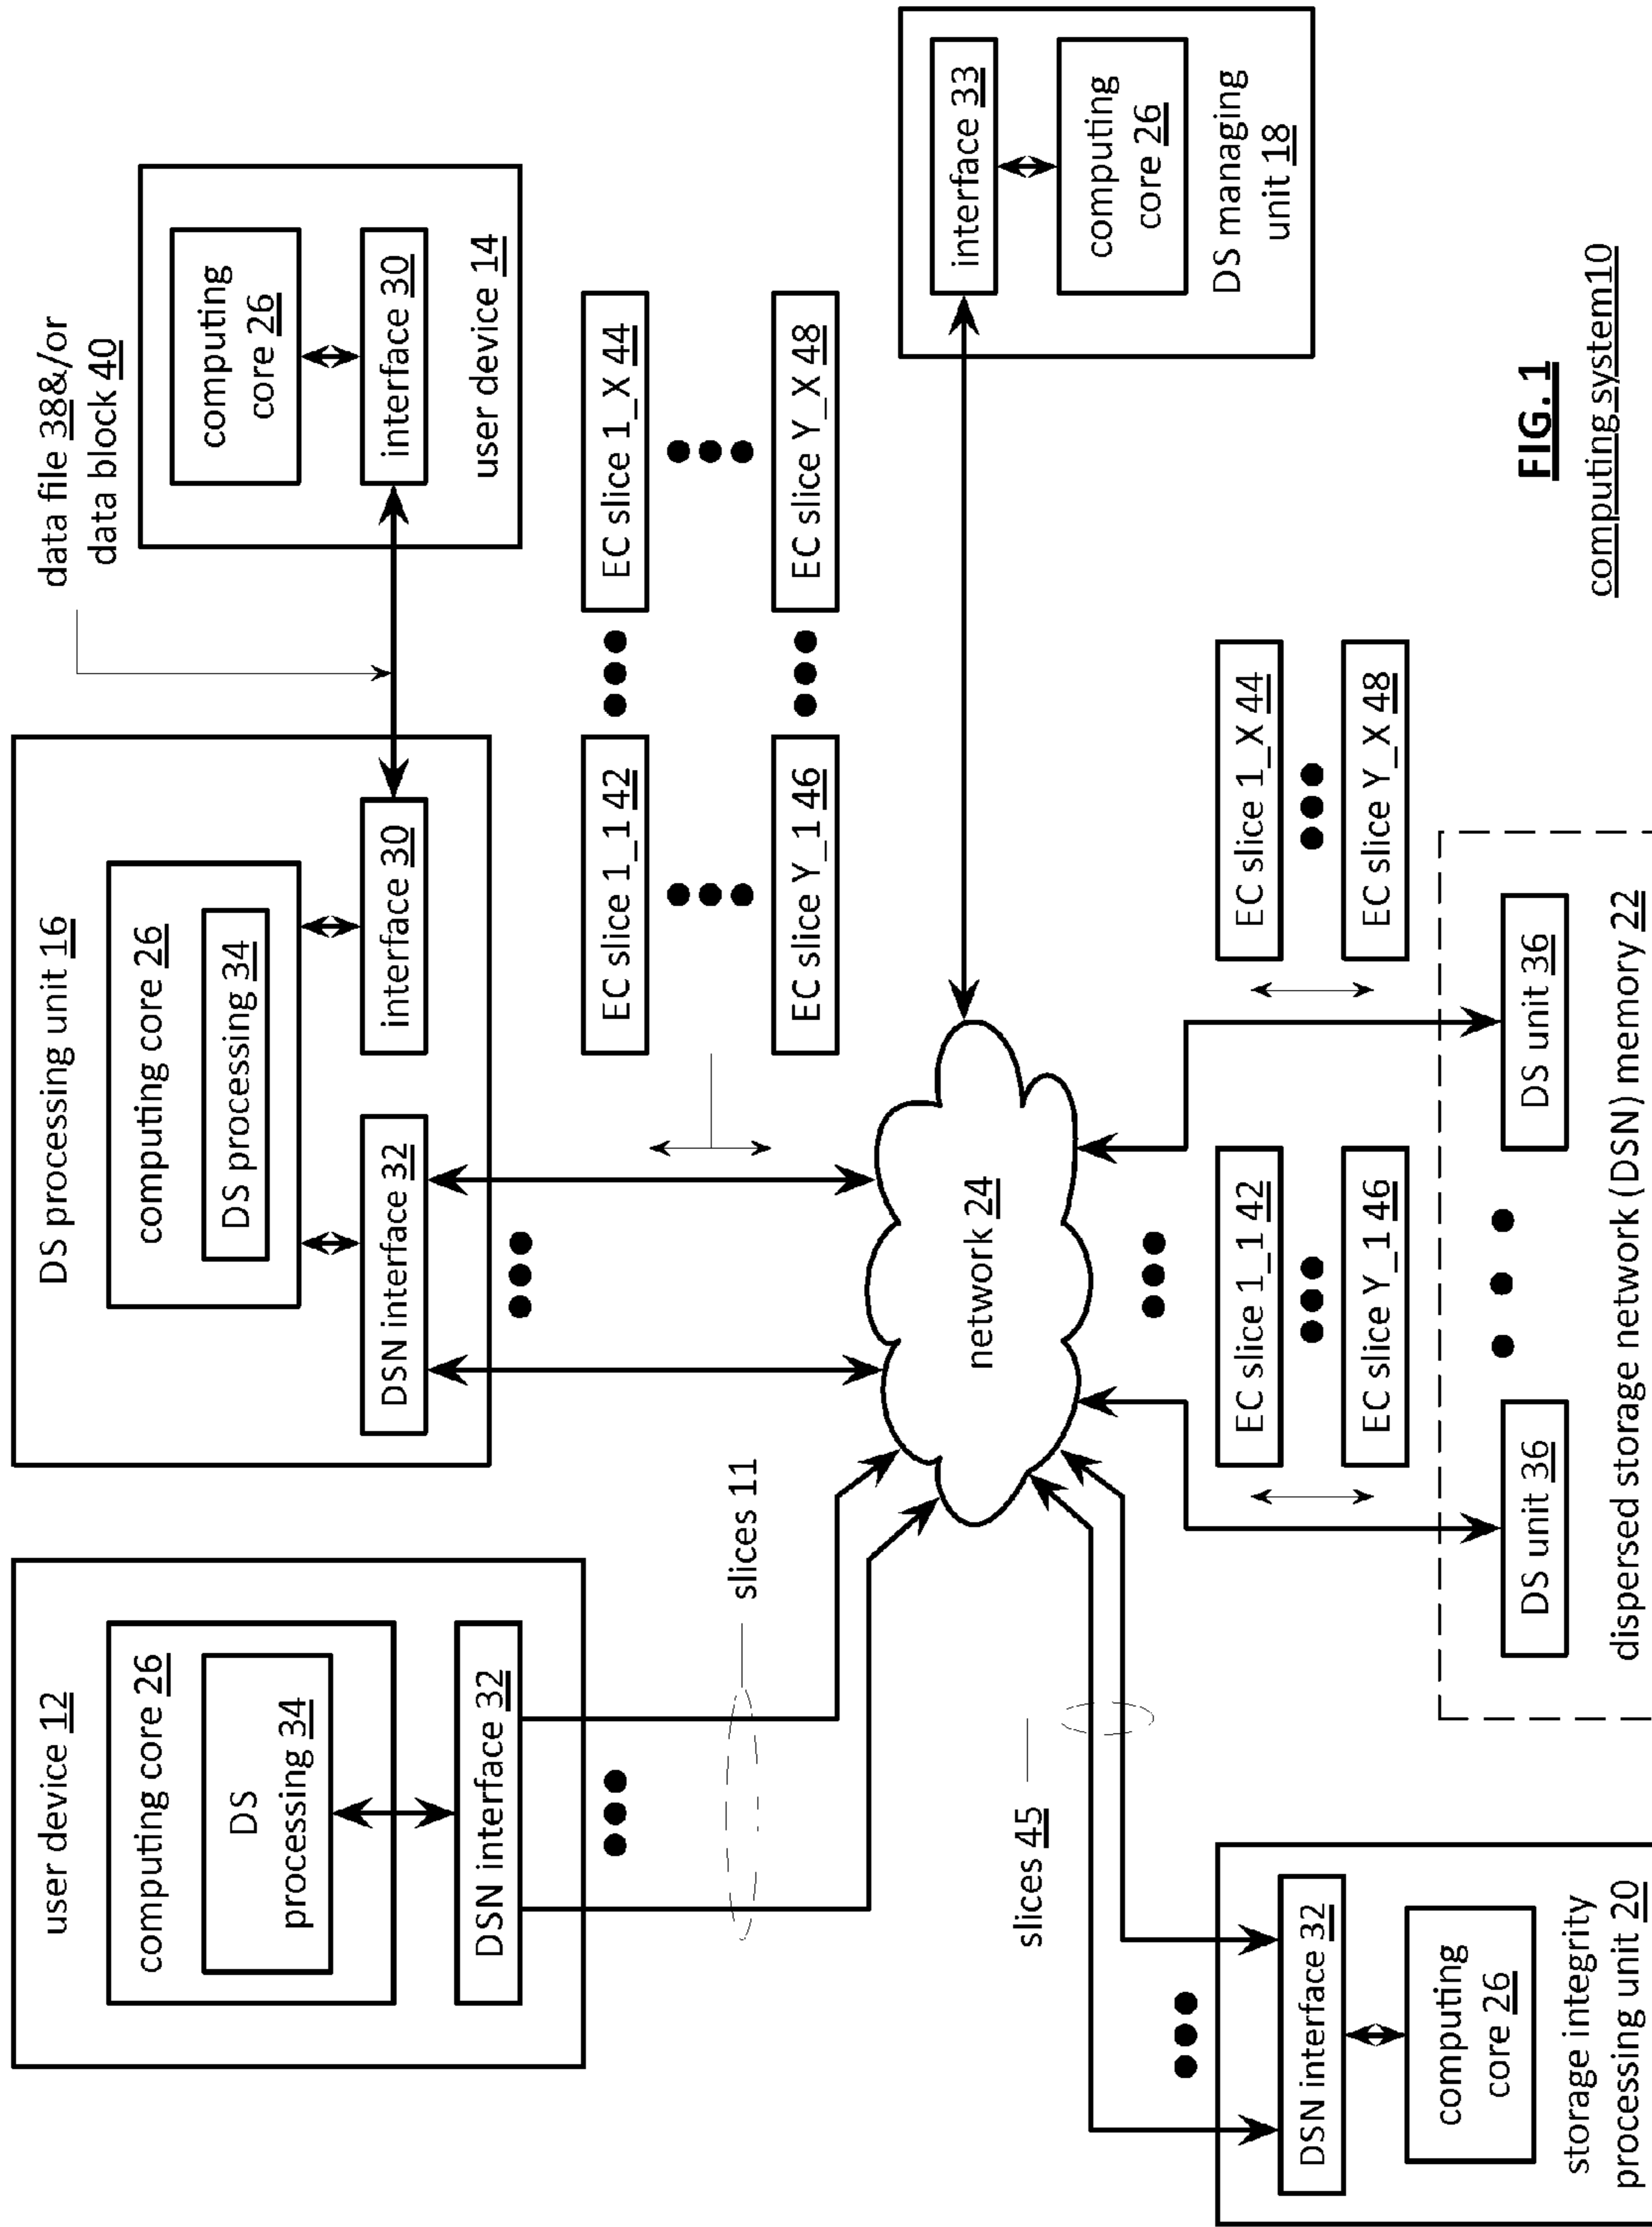 user device 12
computing core 26
DS
processing 34
DSN interface 32
slices 11
DS processing unit 16
computing core 26
DS processing 34
DSN interface 32
interface 30
data file 38&/or
data block 40
computing
core 26
interface 30
user device 14
EC slice 1_1 42
EC slice 1_X 44
EC slice Y_1 46
EC slice Y_X 48
network 24
interface 33
computing
core 26
DS managing
unit 18
slices 45
DSN interface 32
computing
core 26
storage integrity
processing unit 20
EC slice 1_1 42
EC slice Y_1 46
EC slice 1_X 44
EC slice Y_X 48
DS unit 36
DS unit 36
dispersed storage network (DSN) memory 22
FIG. 1
computing system10